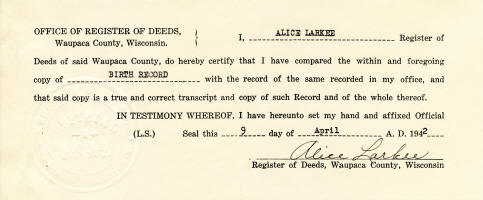 OFFICE OF REGISTER OF DEEDS,
Waupaca County, Wisconsin.
I, ALICE LARKEE Register of
Deeds of said Waupaca County, do hereby certify that I have compared the within and foregoing
copy of BIRTH RECORD with the record of the same recorded in my office, and
that said copy is a true and correct transcript and copy of such Record and of the whole thereof.
IN TESTIMONY WHEREOF, I have hereunto set my hand and affixed Official
(L.S.) Seal this 9 day of April A. D. 1942
Alice Larkee
Register of Deeds, Waupaca County, Wisconsin